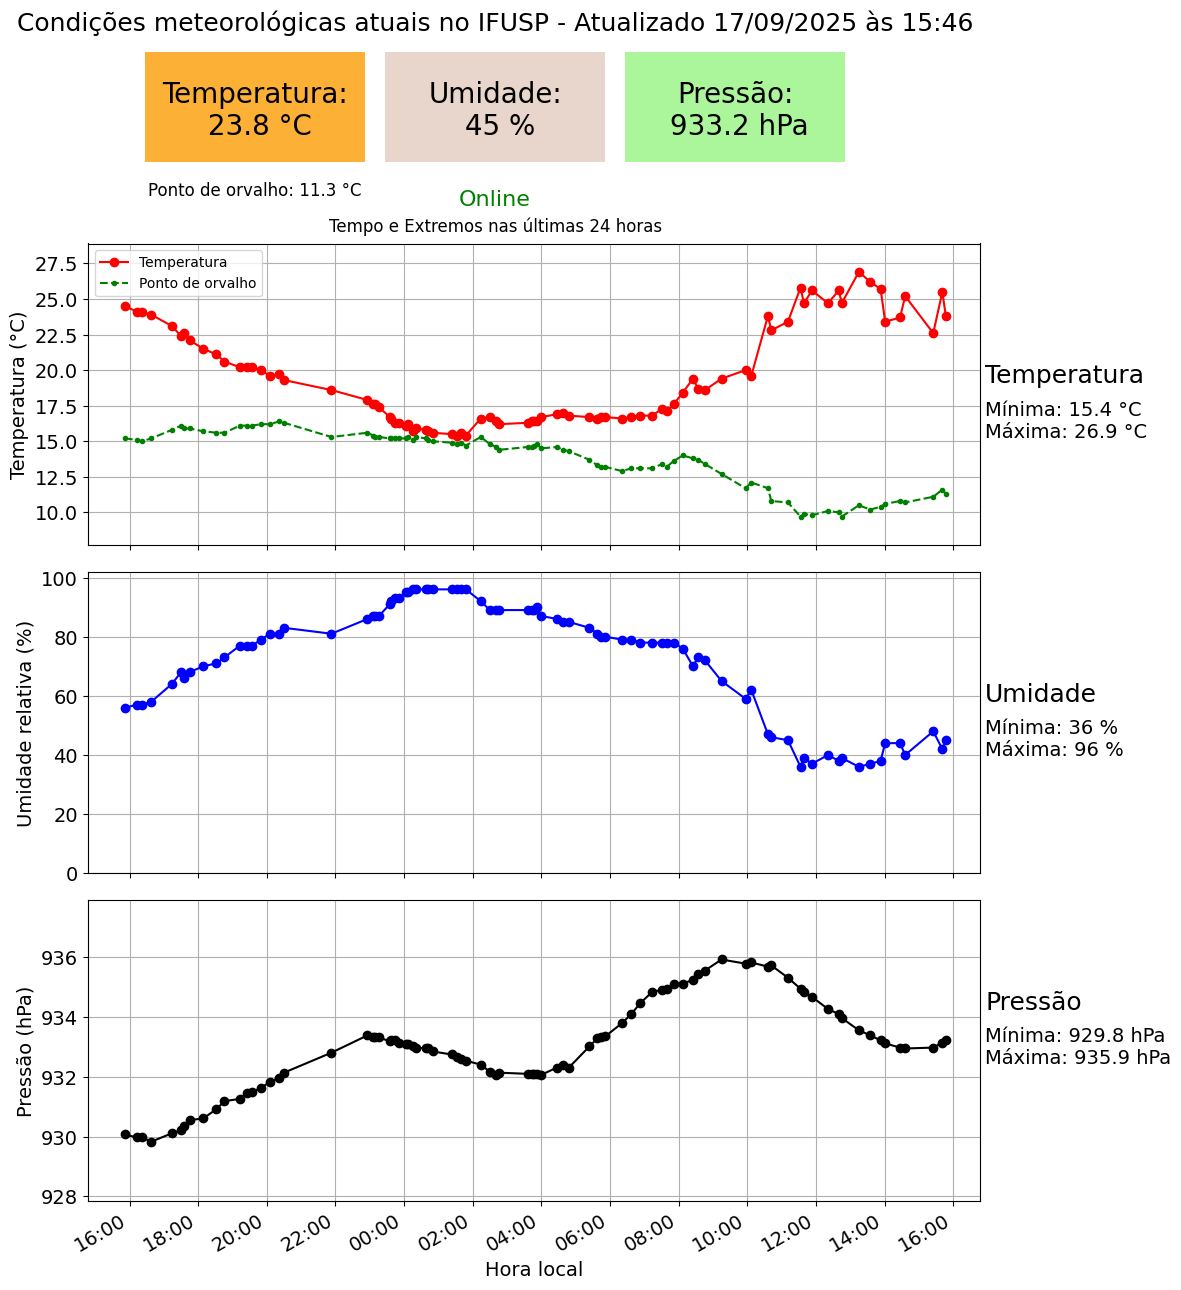 Condições meteorológicas atuais no IFUSP - Atualizado 17/09/2025 às 15:46
Temperatura:
23.8 °C
Umidade:
45 %
Pressão:
933.2 hPa
Ponto de orvalho: 11.3 °C
Online
Tempo e Extremos nas últimas 24 horas
Temperatura (°C)
27.5
25.0
22.5
20.0
17.5
15.0
12.5
10.0
Temperatura
Ponto de orvalho
Temperatura
Mínima: 15.4 °C
Máxima: 26.9 °C
Umidade relativa (%)
100
80
60
40
20
0
Umidade
Mínima: 36 %
Máxima: 96 %
Pressão (hPa)
936
934
932
930
928
Pressão
Mínima: 929.8 hPa
Máxima: 935.9 hPa
16:00 18:00 20:00 22:00 00:00 02:00 04:00 06:00 08:00 10:00 12:00 14:00 16:00
Hora local